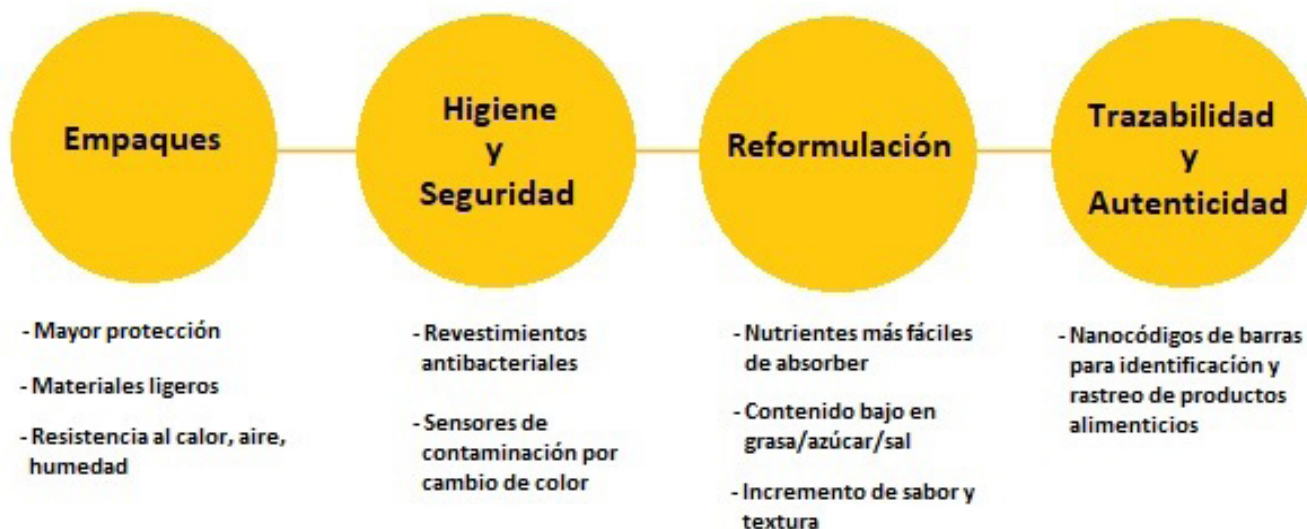 Empaques
Higiene
y
Seguridad
Reformulación
Trazabilidad
y
Autenticidad
- Mayor protección
- Materiales ligeros
- Resistencia al calor, aire,
humedad
- Revestimientos
antibacteriales
- Sensores de
contaminación por
cambio de color
- Nutrientes más fáciles
de absorber
- Contenido bajo en
grasa/azúcar/sal
- Incremento de sabor y
textura
- Nanocódigos de barras
para identificación y
rastreo de productos
alimenticios